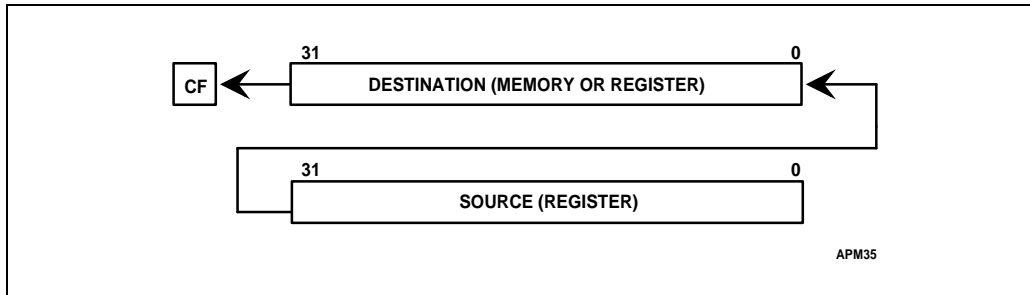 31 0
CF DESTINATION (MEMORY OR REGISTER)
31 0
SOURCE (REGISTER)
APM35